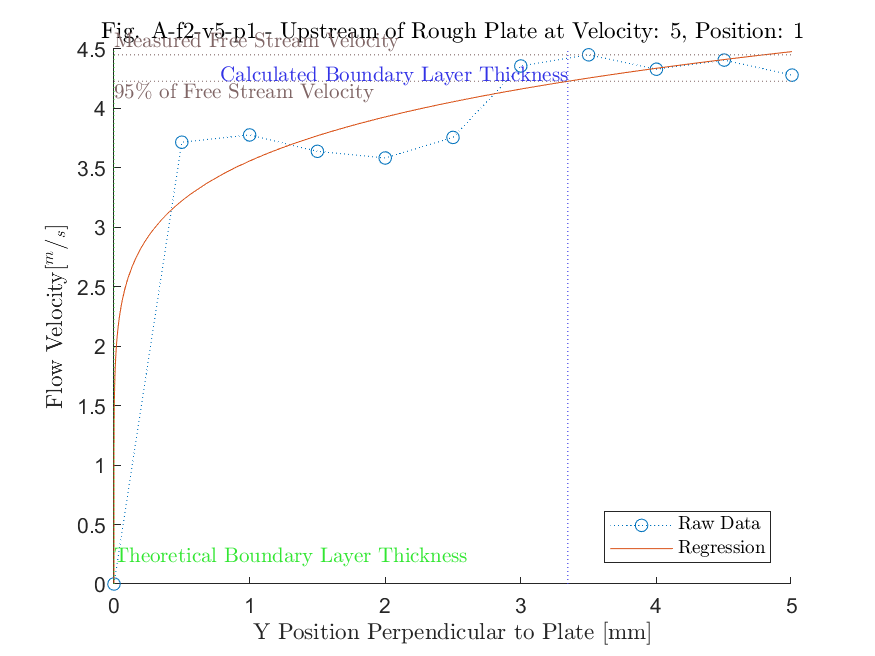 Fig. A-f2-v5-p1 - Upstream of Rough Plate at Velocity: 5, Position: 1
Measured Free Stream Velocity
Calculated Boundary Layer Thickness
95% of Free Stream Velocity
4.5
4
3.5
3
2.5
2
1.5
1
0.5
0
Flow Velocity[m/s]
Theoretical Boundary Layer Thickness
Raw Data
Regression
0 1 2 3 4 5
Y Position Perpendicular to Plate [mm]